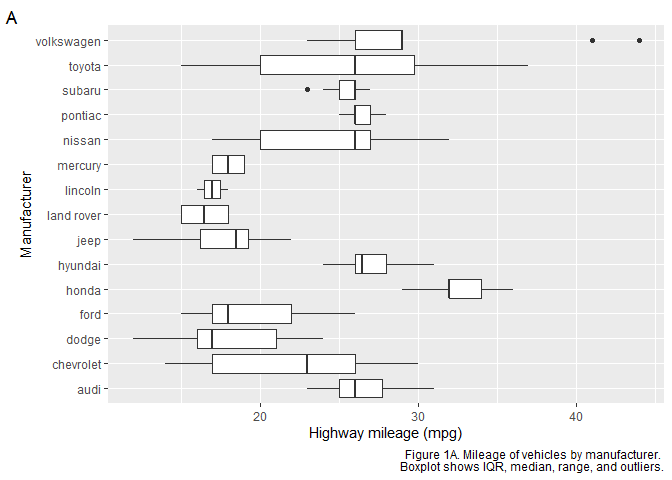 A
volkswagen
toyota
subaru
pontiac
nissan
mercury
lincoln
land rover
jeep
hyundai
honda
ford
dodge
chevrolet
audi
Manufacturer
20 30 40
Highway mileage (mpg)
Figure 1A. Mileage of vehicles by manufacturer.
Boxplot shows IQR, median, range, and outliers.